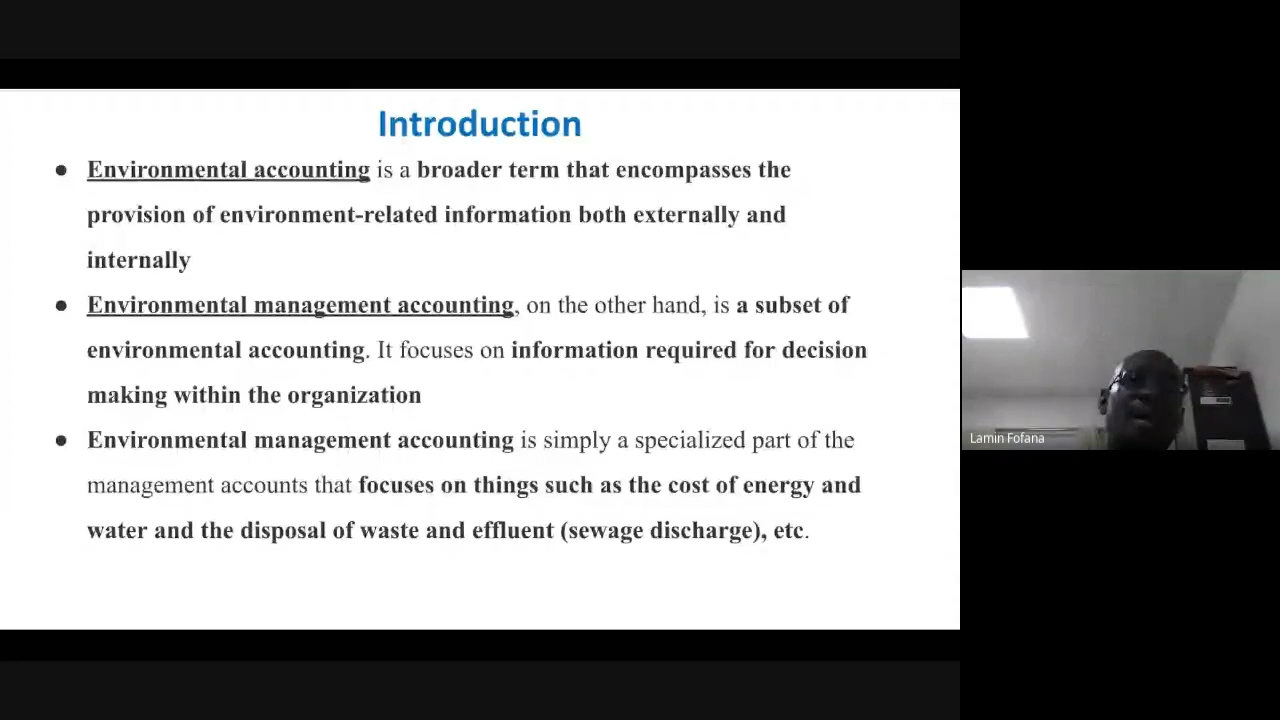 Introduction
● Environmental accounting is a broader term that encompasses the
provision of environment-related information both externally and
internally
● Environmental management accounting, on the other hand, is a subset of
environmental accounting. It focuses on information required for decision
making within the organization
● Environmental management accounting is simply a specialized part of the
management accounts that focuses on things such as the cost of energy and
water and the disposal of waste and effluent (sewage discharge), etc.
Lamin Fofana